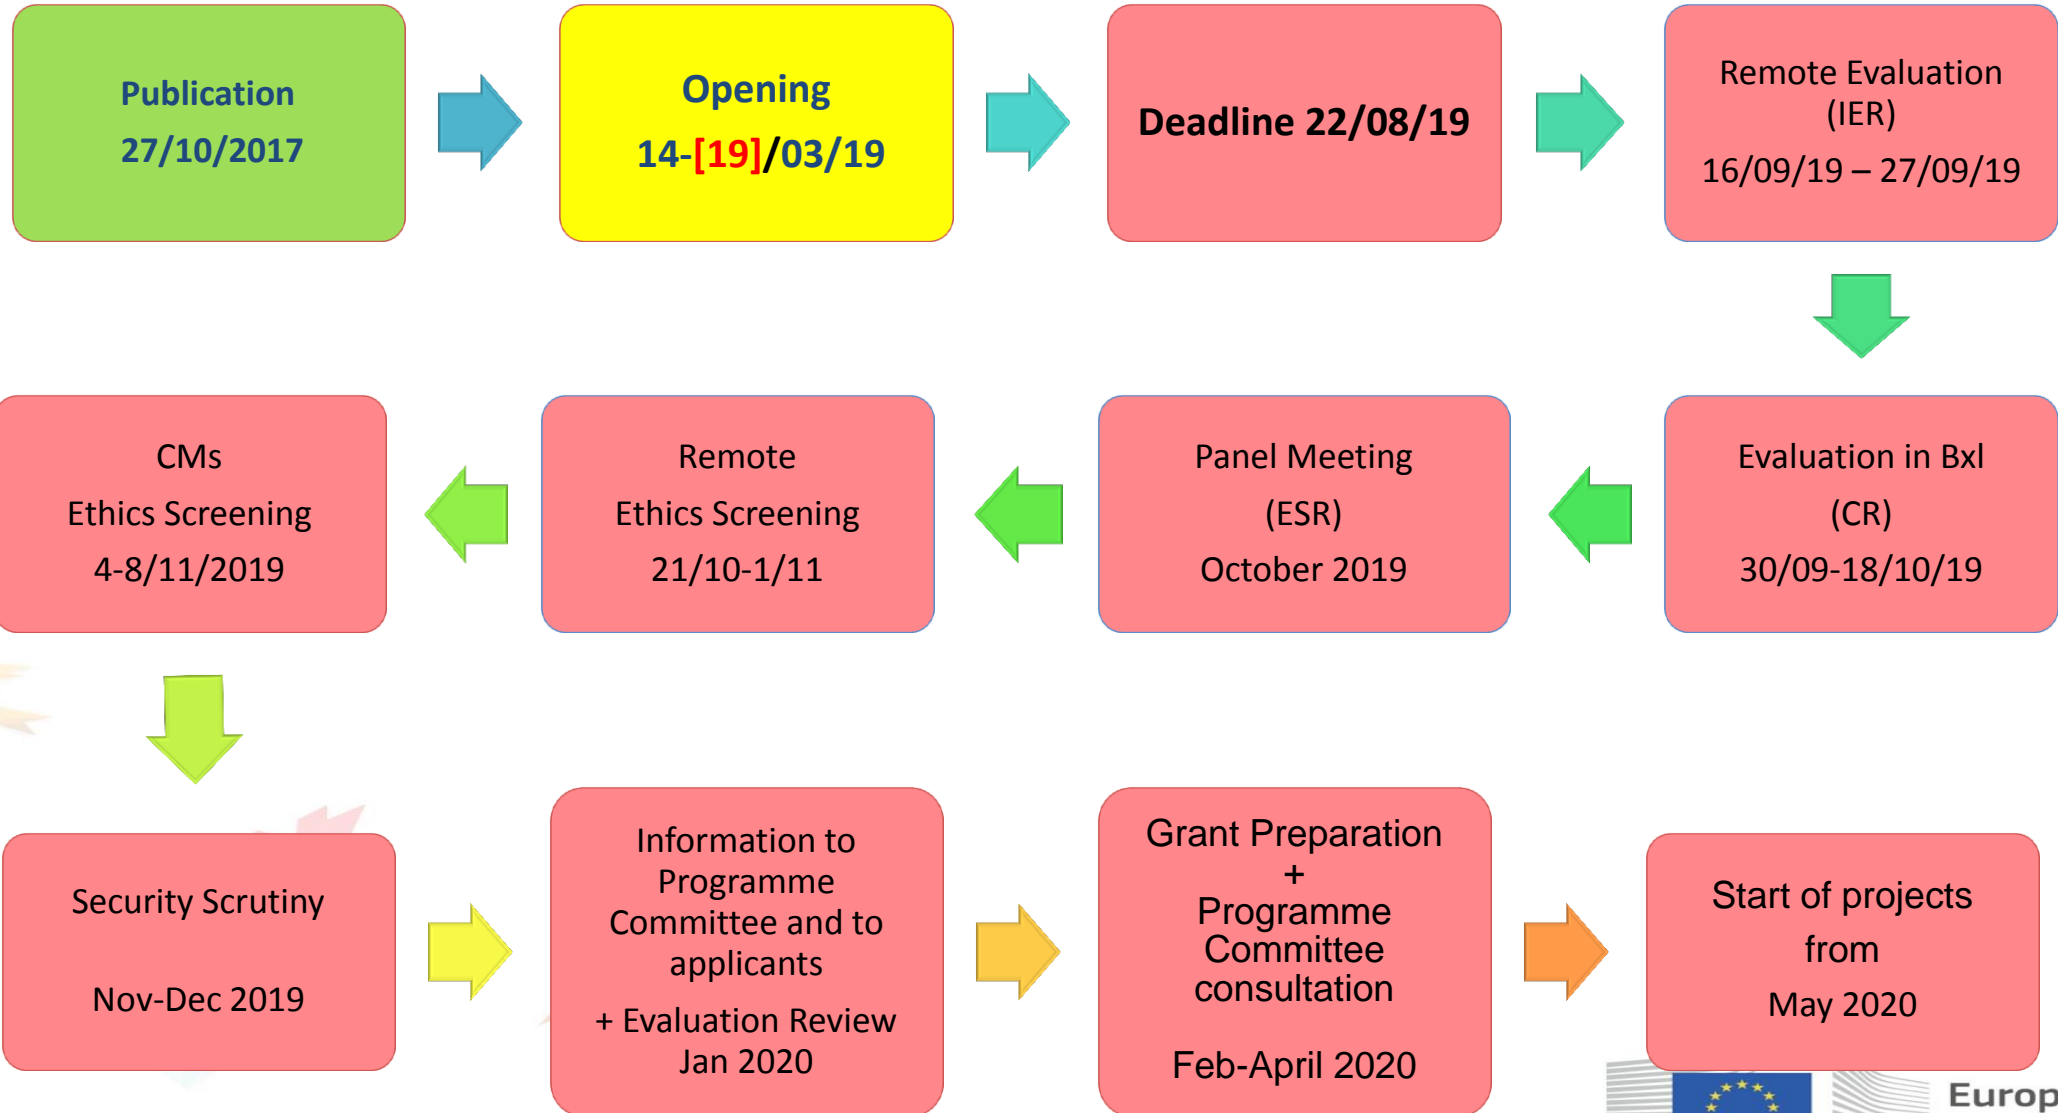 Publication
27/10/2017
Opening
14-[19]/03/19
Deadline 22/08/19
Remote Evaluation
(IER)
16/09/19 – 27/09/19
Evaluation in Bxl
(CR)
30/09-18/10/19
Panel Meeting
(ESR)
October 2019
Remote
Ethics Screening
21/10-1/11
CMs
Ethics Screening
4-8/11/2019
Security Scrutiny
Nov-Dec 2019
Information to
Programme
Committee and to
applicants
+ Evaluation Review
Jan 2020
Grant Preparation
+
Programme
Committee
consultation
Feb-April 2020
Start of projects
from
May 2020
Europ